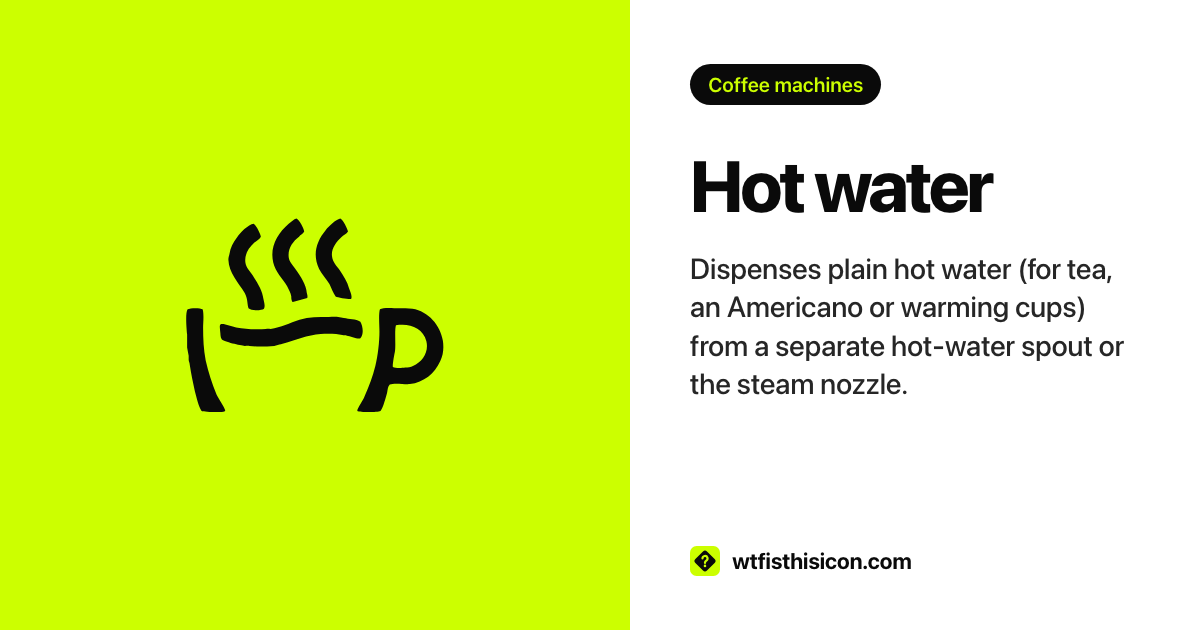 Coffee machines
Hot water
Dispenses plain hot water (for tea,
an Americano or warming cups)
from a separate hot-water spout or
the steam nozzle.
? wtfisthisicon.com